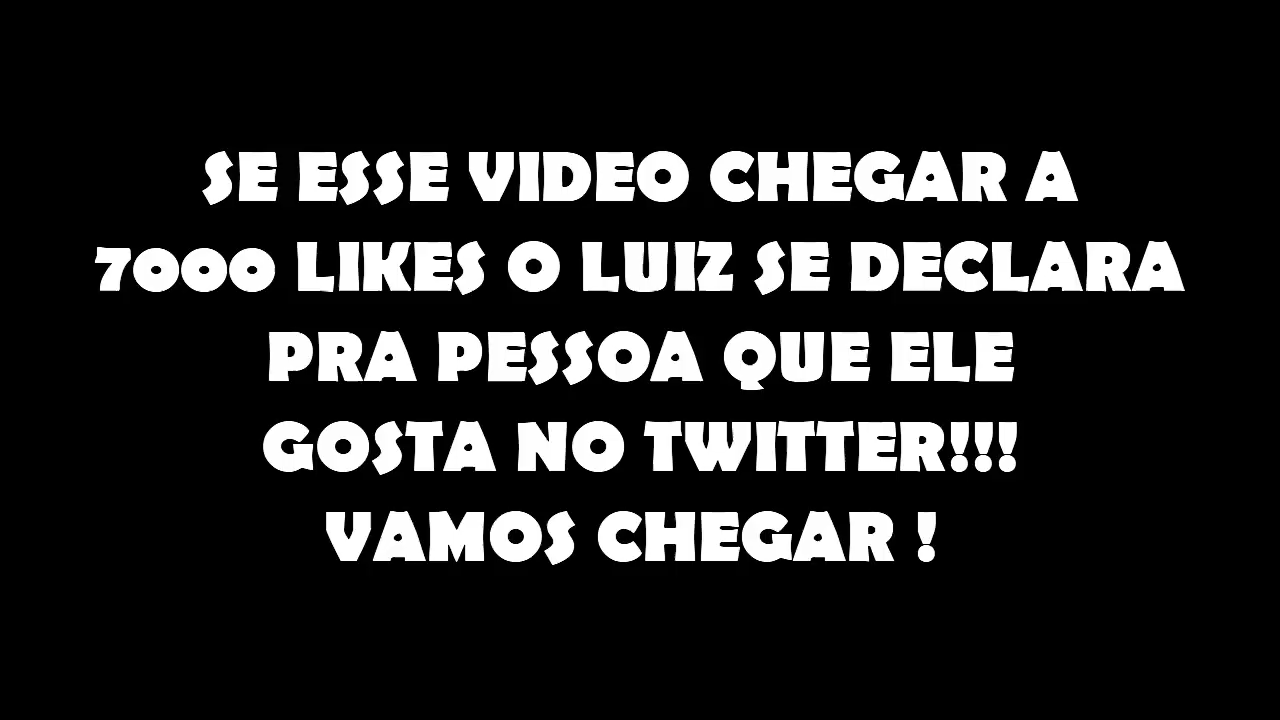 SE ESSE VIDEO CHEGAR A
7000 LIKES O LUIZ SE DECLARA
PRA PESSOA QUE ELE
GOSTA NO TWITTER!!!
VAMOS CHEGAR !